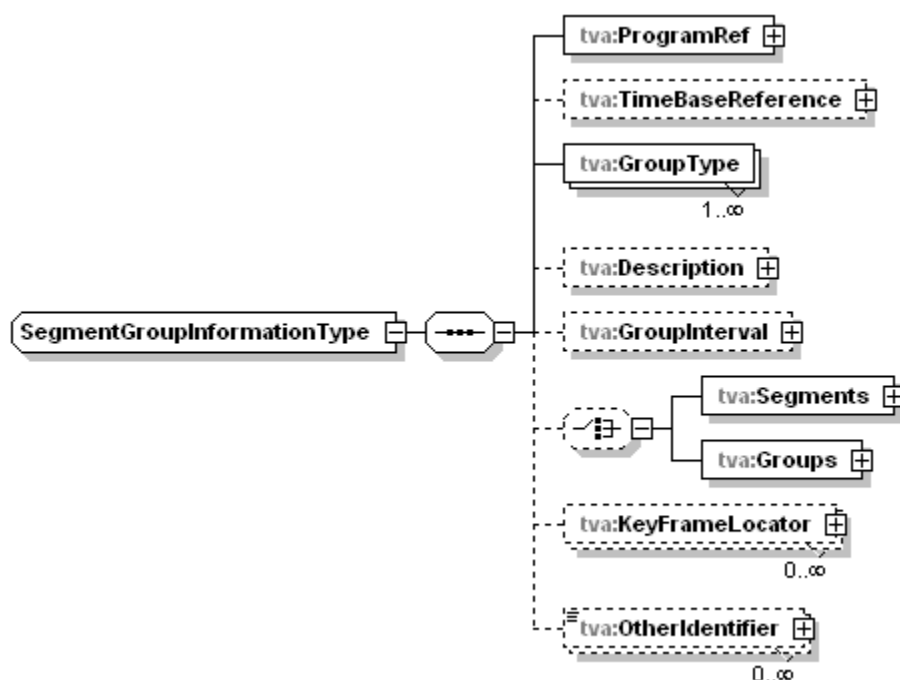 tva:ProgramRef
tva:TimeBaseReference
tva:GroupType
1..∞
tva:Description
SegmentGroupInformationType
tva:GroupInterval
tva:Segments
tva:Groups
tva:KeyFrameLocator
0..∞
tva:OtherIdentifier
0..∞